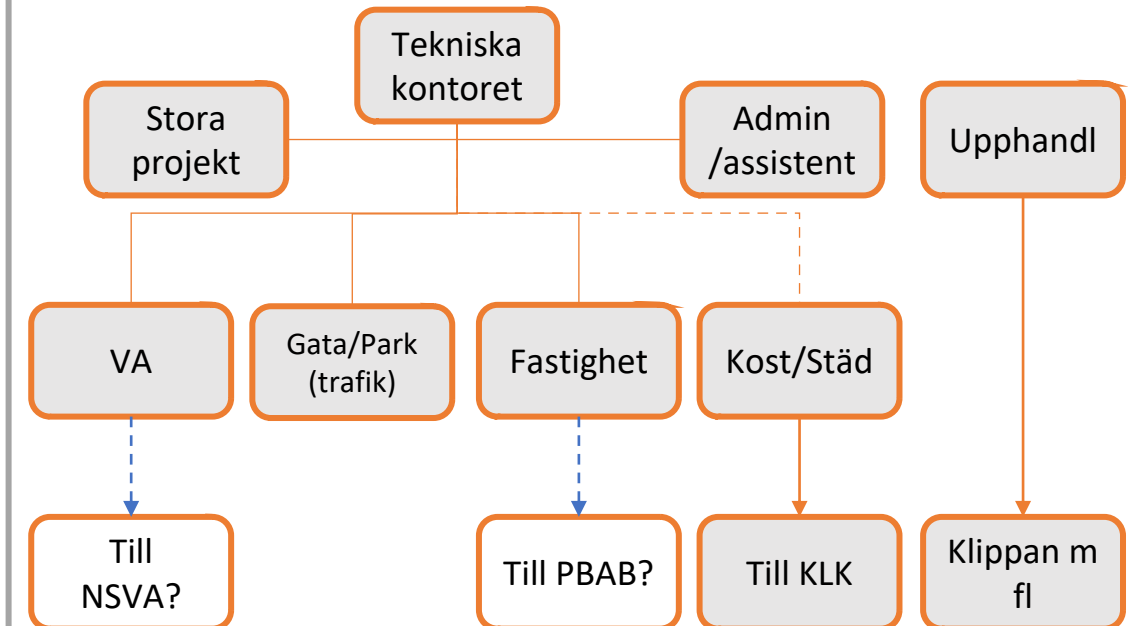 Tekniska
kontoret
Stora
projekt
Admin
/assistent
Upphandl
VA
Gata/Park
(trafik)
Fastighet
Kost/Städ
Till
NSVA?
Till PBAB?
Till KLK
Klippan m
fl